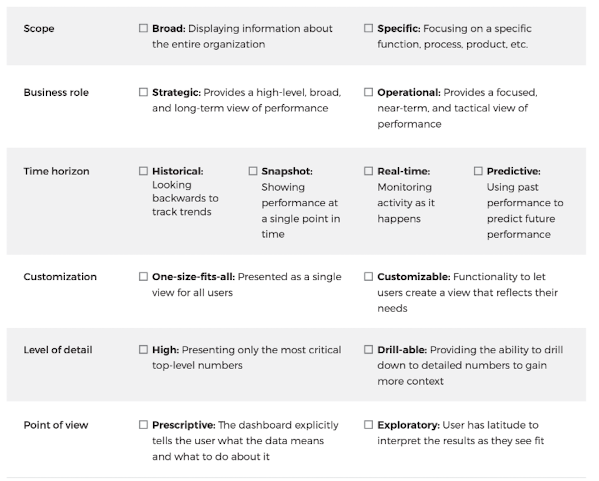 Scope
☐ Broad: Displaying information about
the entire organization
☐ Specific: Focusing on a specific
function, process, product, etc.
Business role
☐ Strategic: Provides a high-level, broad,
and long-term view of performance
☐ Operational: Provides a focused,
near-term, and tactical view of
performance
Time horizon
☐ Historical:
Looking
backwards to
track trends
☐ Snapshot:
Showing
performance at
a single point in
time
☐ Real-time:
Monitoring
activity as it
happens
☐ Predictive:
Using past
performance to
predict future
performance
Customization
☐ One-size-fits-all: Presented as a single
view for all users
☐ Customizable: Functionality to let
users create a view that reflects their
needs
Level of detail
☐ High: Presenting only the most critical
top-level numbers
☐ Drill-able: Providing the ability to drill
down to detailed numbers to gain
more context
Point of view
☐ Prescriptive: The dashboard explicitly
tells the user what the data means
and what to do about it
☐ Exploratory: User has latitude to
interpret the results as they see fit